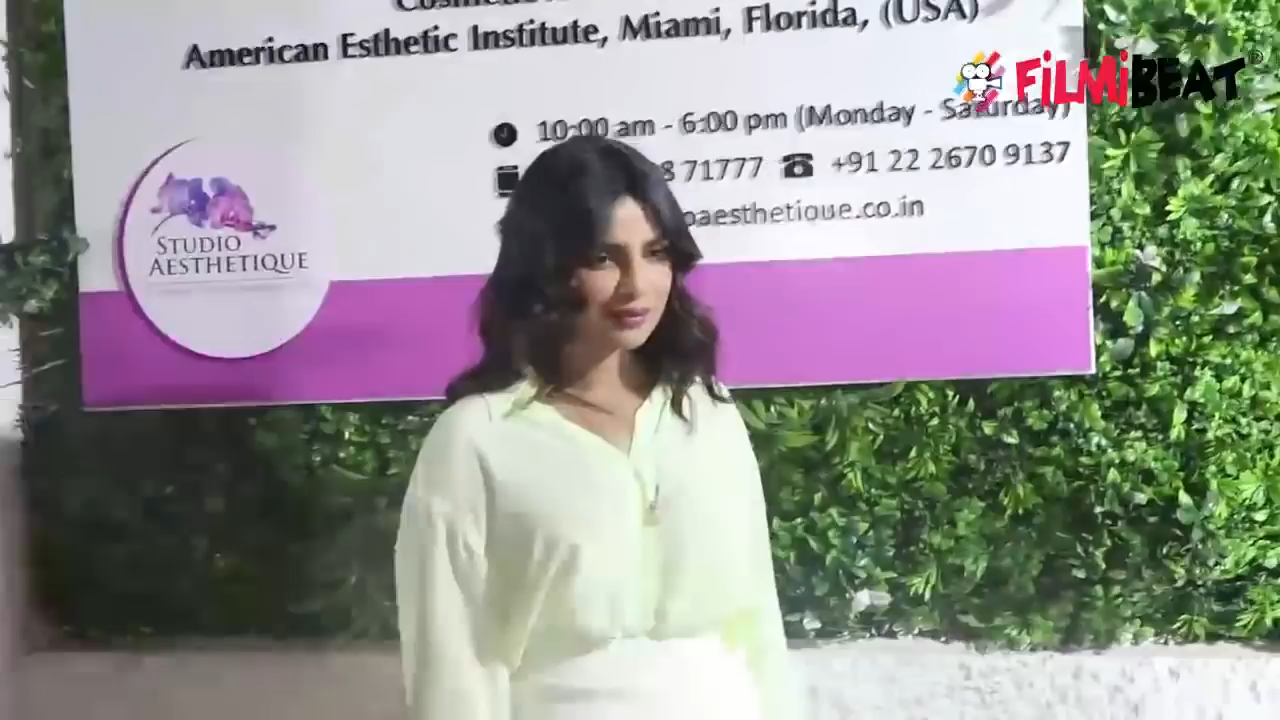 American Esthetic Institute, Miami, Florida, (USA)
FiLMiBEAT®
10:00 am - 6:00 pm (Monday - Saturday)
8 71777 +91 22 2670 9137
aesthetique.co.in
STUDIO
AESTHETIQUE